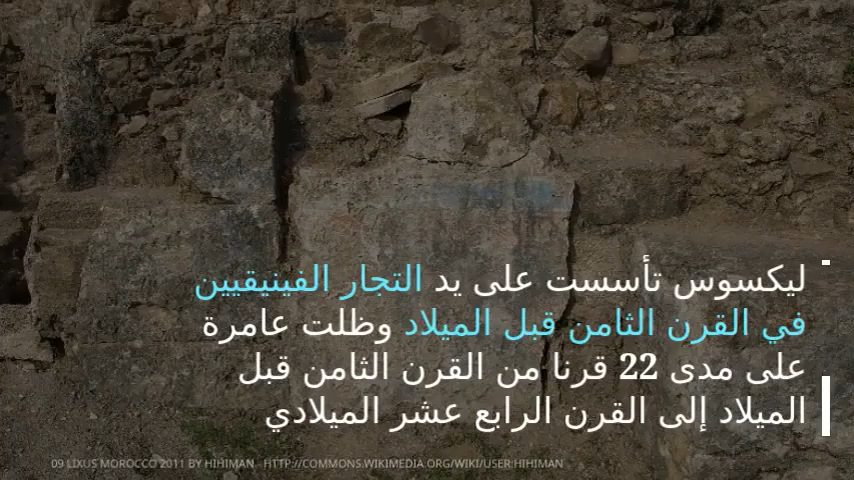 ليكسوس تأسست على يد التجار الفينيقيين
في القرن الثامن قبل الميلاد وظلت عامرة
على مدى 22 قرنا من القرن الثامن قبل
الميلاد إلى القرن الرابع عشر الميلادي
09 LIXUS MOROCCO 2011 BY HIHIMAN - HTTP://COMMONS.WIKIMEDIA.ORG/WIKI/USER:HIHIMAN